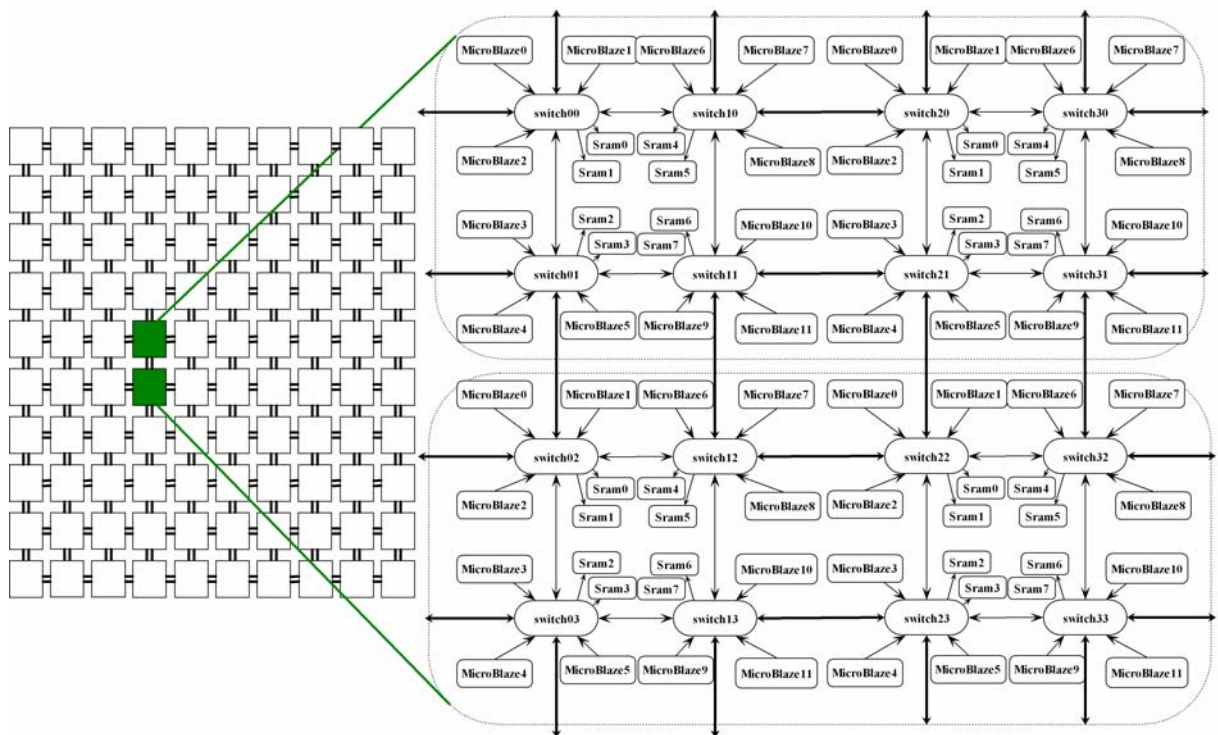 MicroBlaze0 MicroBlaze1 MicroBlaze6 MicroBlaze7 MicroBlaze0 MicroBlaze1 MicroBlaze6 MicroBlaze7
switch00 switch10 switch20 switch30
Sram0 Sram4 Sram0 Sram4
MicroBlaze2 Sram1 Sram5 MicroBlaze8 MicroBlaze2 Sram1 Sram5 MicroBlaze8
MicroBlaze3 Sram2 Sram6 MicroBlaze10 MicroBlaze3 Sram2 Sram6 MicroBlaze10
Sram3 Sram7 Sram3 Sram7
switch01 switch11 switch21 switch31
MicroBlaze4 MicroBlaze5 MicroBlaze9 MicroBlaze11 MicroBlaze4 MicroBlaze5 MicroBlaze9 MicroBlaze11
MicroBlaze0 MicroBlaze1 MicroBlaze6 MicroBlaze7 MicroBlaze0 MicroBlaze1 MicroBlaze6 MicroBlaze7
switch02 switch12 switch22 switch32
Sram0 Sram4 Sram0 Sram4
MicroBlaze2 Sram1 Sram5 MicroBlaze8 MicroBlaze2 Sram1 Sram5 MicroBlaze8
MicroBlaze3 Sram2 Sram6 MicroBlaze10 MicroBlaze3 Sram2 Sram6 MicroBlaze10
Sram3 Sram7 Sram3 Sram7
switch03 switch13 switch23 switch33
MicroBlaze4 MicroBlaze5 MicroBlaze9 MicroBlaze11 MicroBlaze4 MicroBlaze5 MicroBlaze9 MicroBlaze11